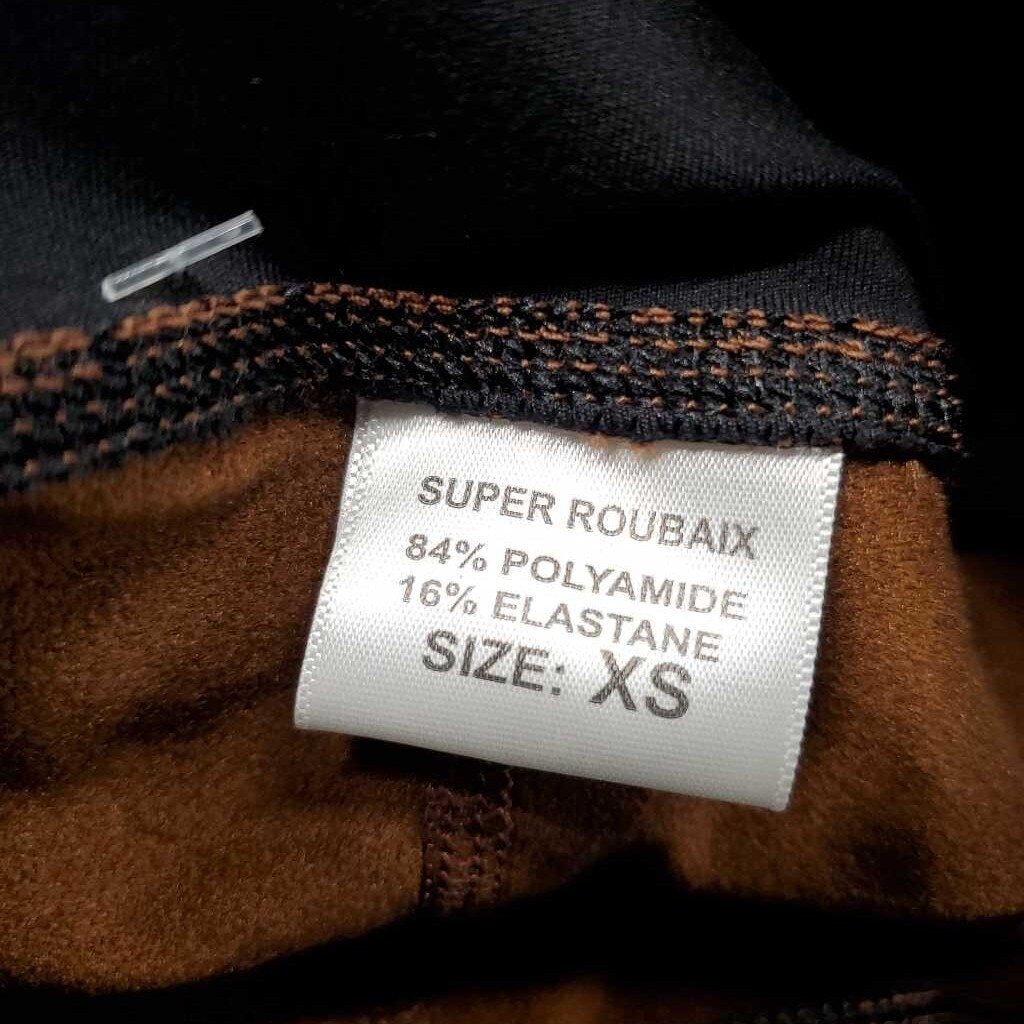 SUPER ROUBAIX
84% POLYAMIDE
16% ELASTANE
SIZE: XS